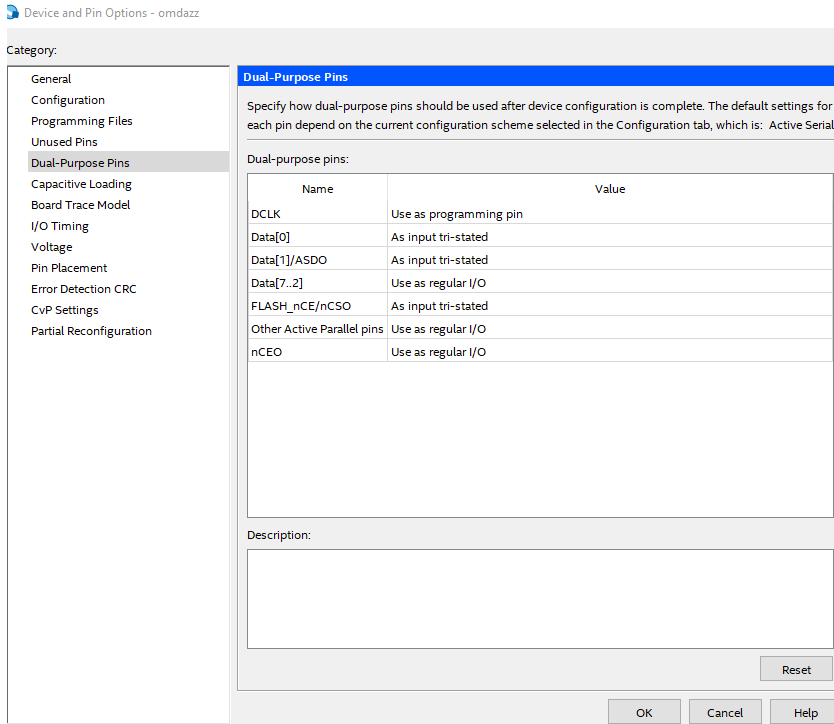 Device and Pin Options - omdazz
Category:
General
Configuration
Programming Files
Unused Pins
Dual-Purpose Pins
Capacitive Loading
Board Trace Model
I/O Timing
Voltage
Pin Placement
Error Detection CRC
CvP Settings
Partial Reconfiguration
Dual-Purpose Pins
Specify how dual-purpose pins should be used after device configuration is complete. The default settings for
each pin depend on the current configuration scheme selected in the Configuration tab, which is: Active Serial
Dual-purpose pins:
Name Value
DCLK Use as programming pin
Data[0] As input tri-stated
Data[1]/ASDO As input tri-stated
Data[7..2] Use as regular I/O
FLASH_nCE/nCSO As input tri-stated
Other Active Parallel pins Use as regular I/O
nCEO Use as regular I/O
Description:
Reset
OK Cancel Help